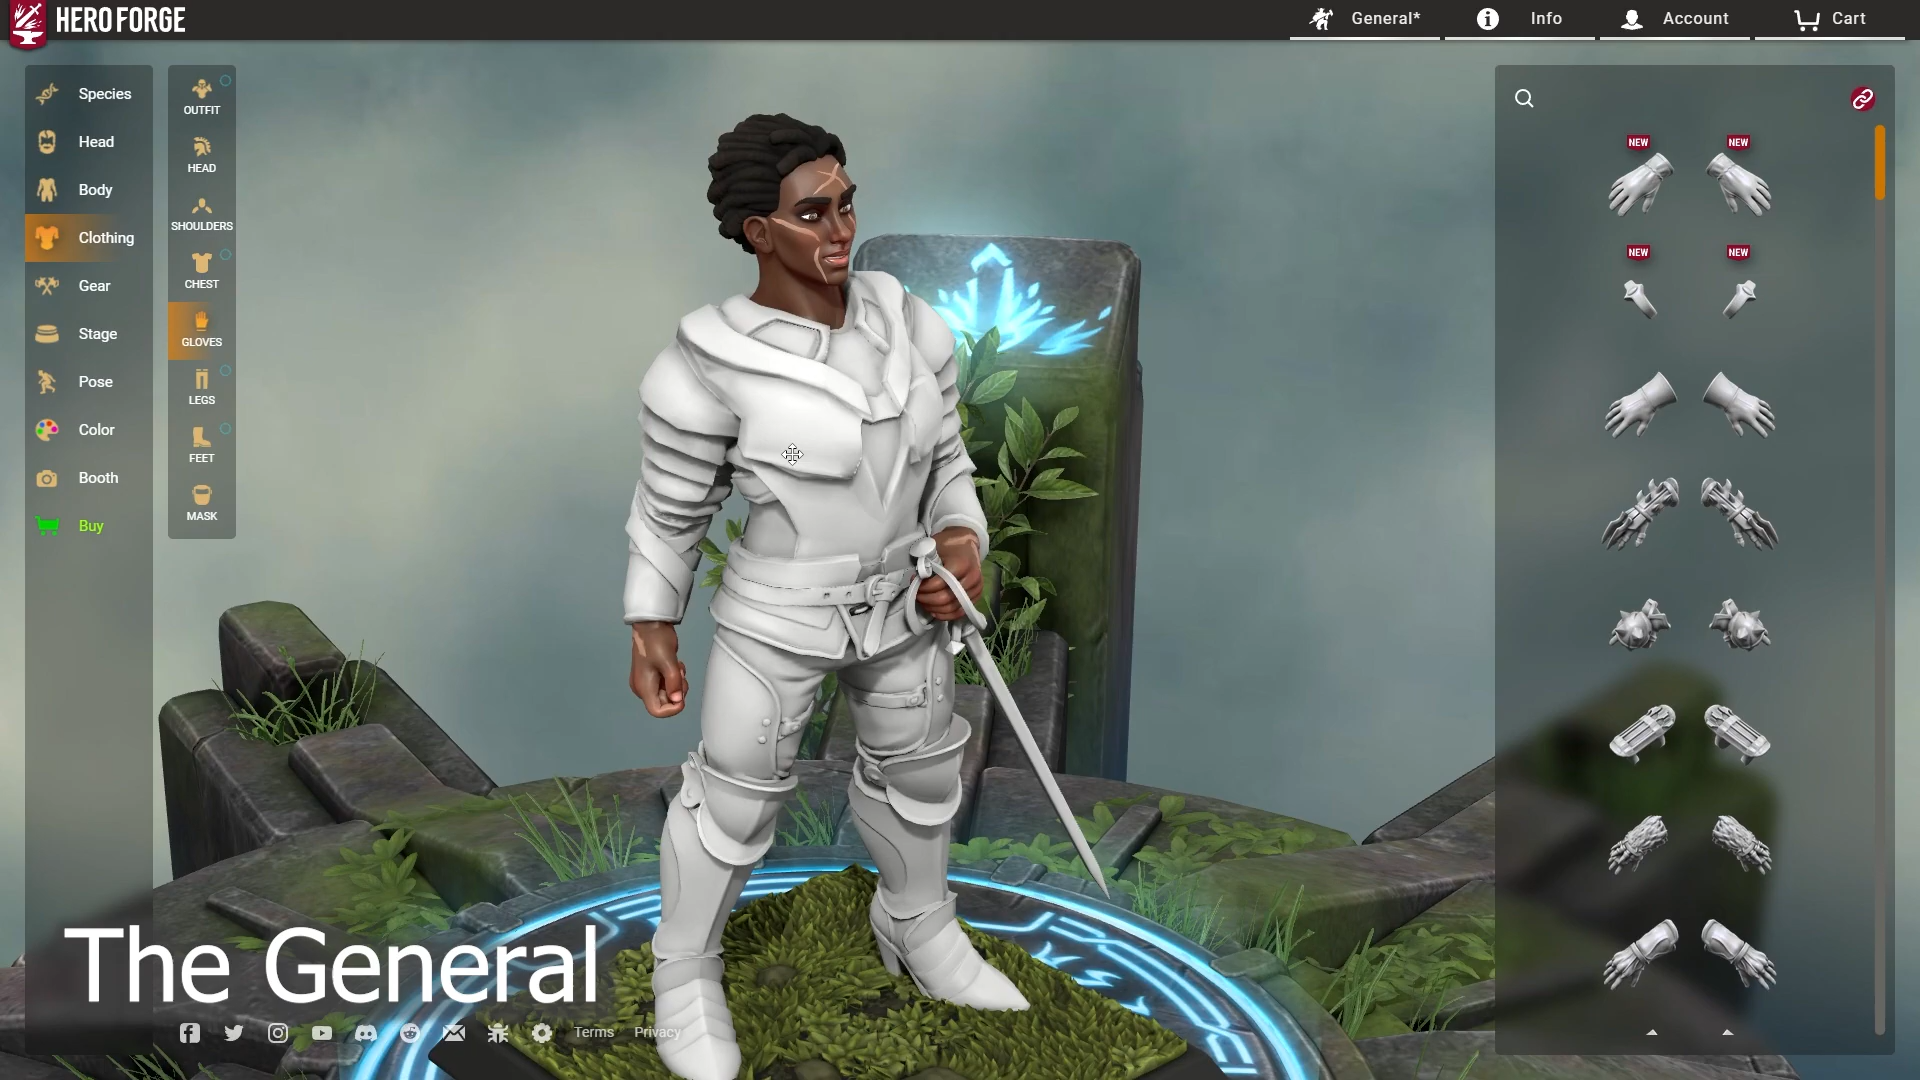 HERO FORGE
General*
Info
Account
Cart
Species
Head
Body
Clothing
Gear
Stage
Pose
Color
Booth
Buy
OUTFIT
HEAD
SHOULDERS
CHEST
GLOVES
LEGS
FEET
MASK
NEW
NEW
NEW
NEW
The General
Terms
Privacy